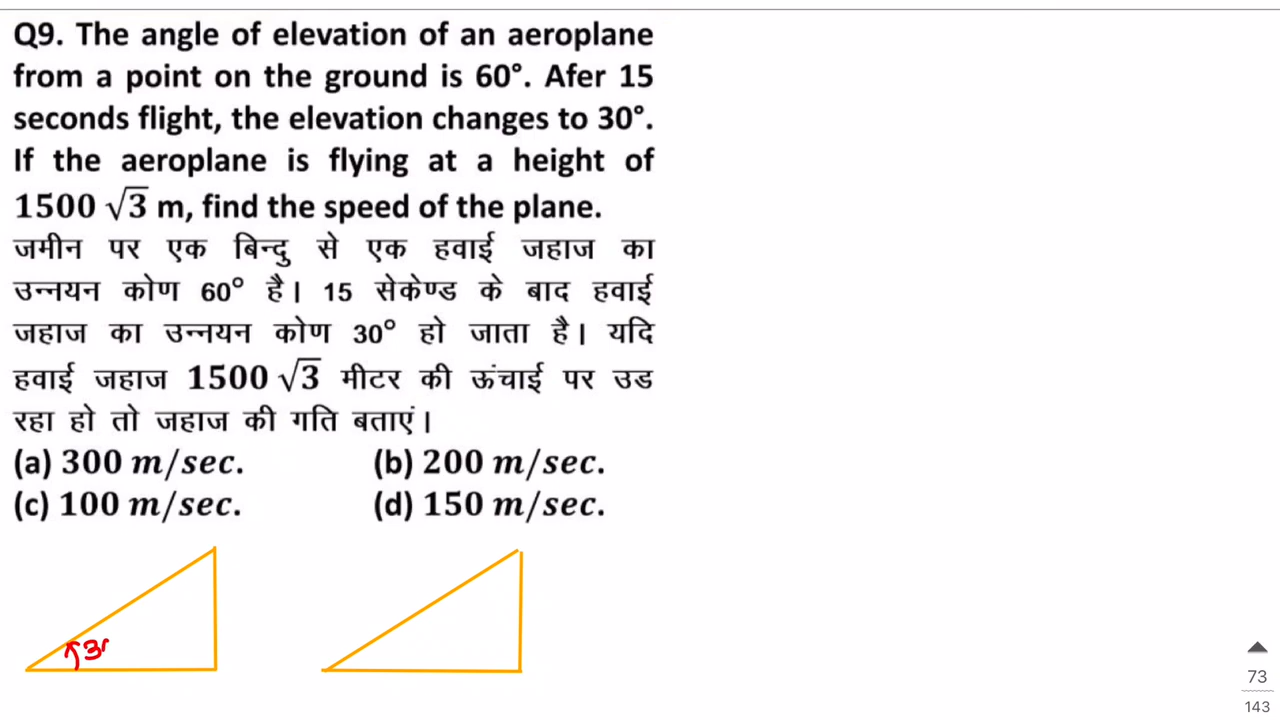 Q9. The angle of elevation of an aeroplane
from a point on the ground is 60°. Afer 15
seconds flight, the elevation changes to 30°.
If the aeroplane is flying at a height of
1500 √3 m, find the speed of the plane.
जमीन पर एक बिन्दु से एक हवाई जहाज का
उन्नयन कोण 60° है। 15 सेकेण्ड के बाद हवाई
जहाज का उन्नयन कोण 30° हो जाता है। यदि
हवाई जहाज 1500 √3 मीटर की ऊंचाई पर उड
रहा हो तो जहाज की गति बताएं।
(a) 300 m/sec. (b) 200 m/sec.
(c) 100 m/sec. (d) 150 m/sec.
73
143